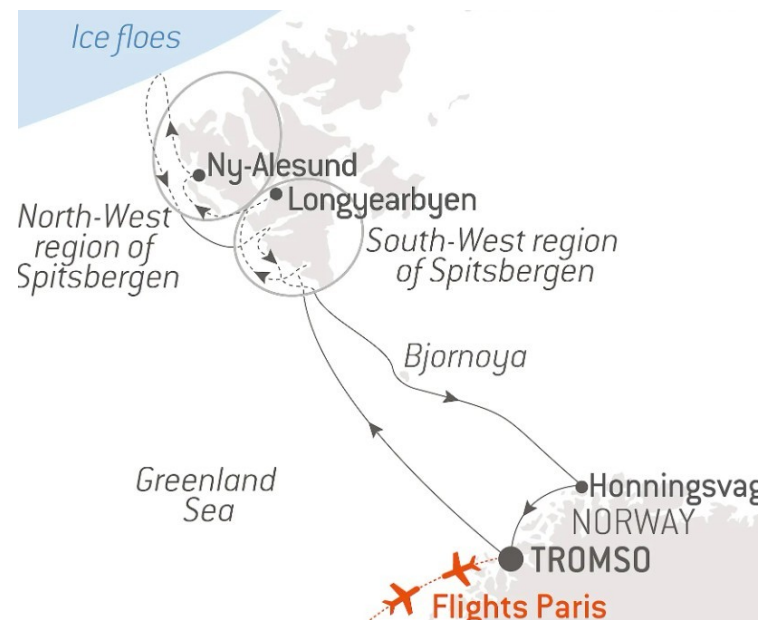 Ice floes
Ny-Alesund
Longyearbyen
North-West
region of
Spitsbergen
South-West region
of Spitsbergen
Bjornoya
Greenland
Sea
Honningsvag
NORWAY
TROMSO
Flights Paris